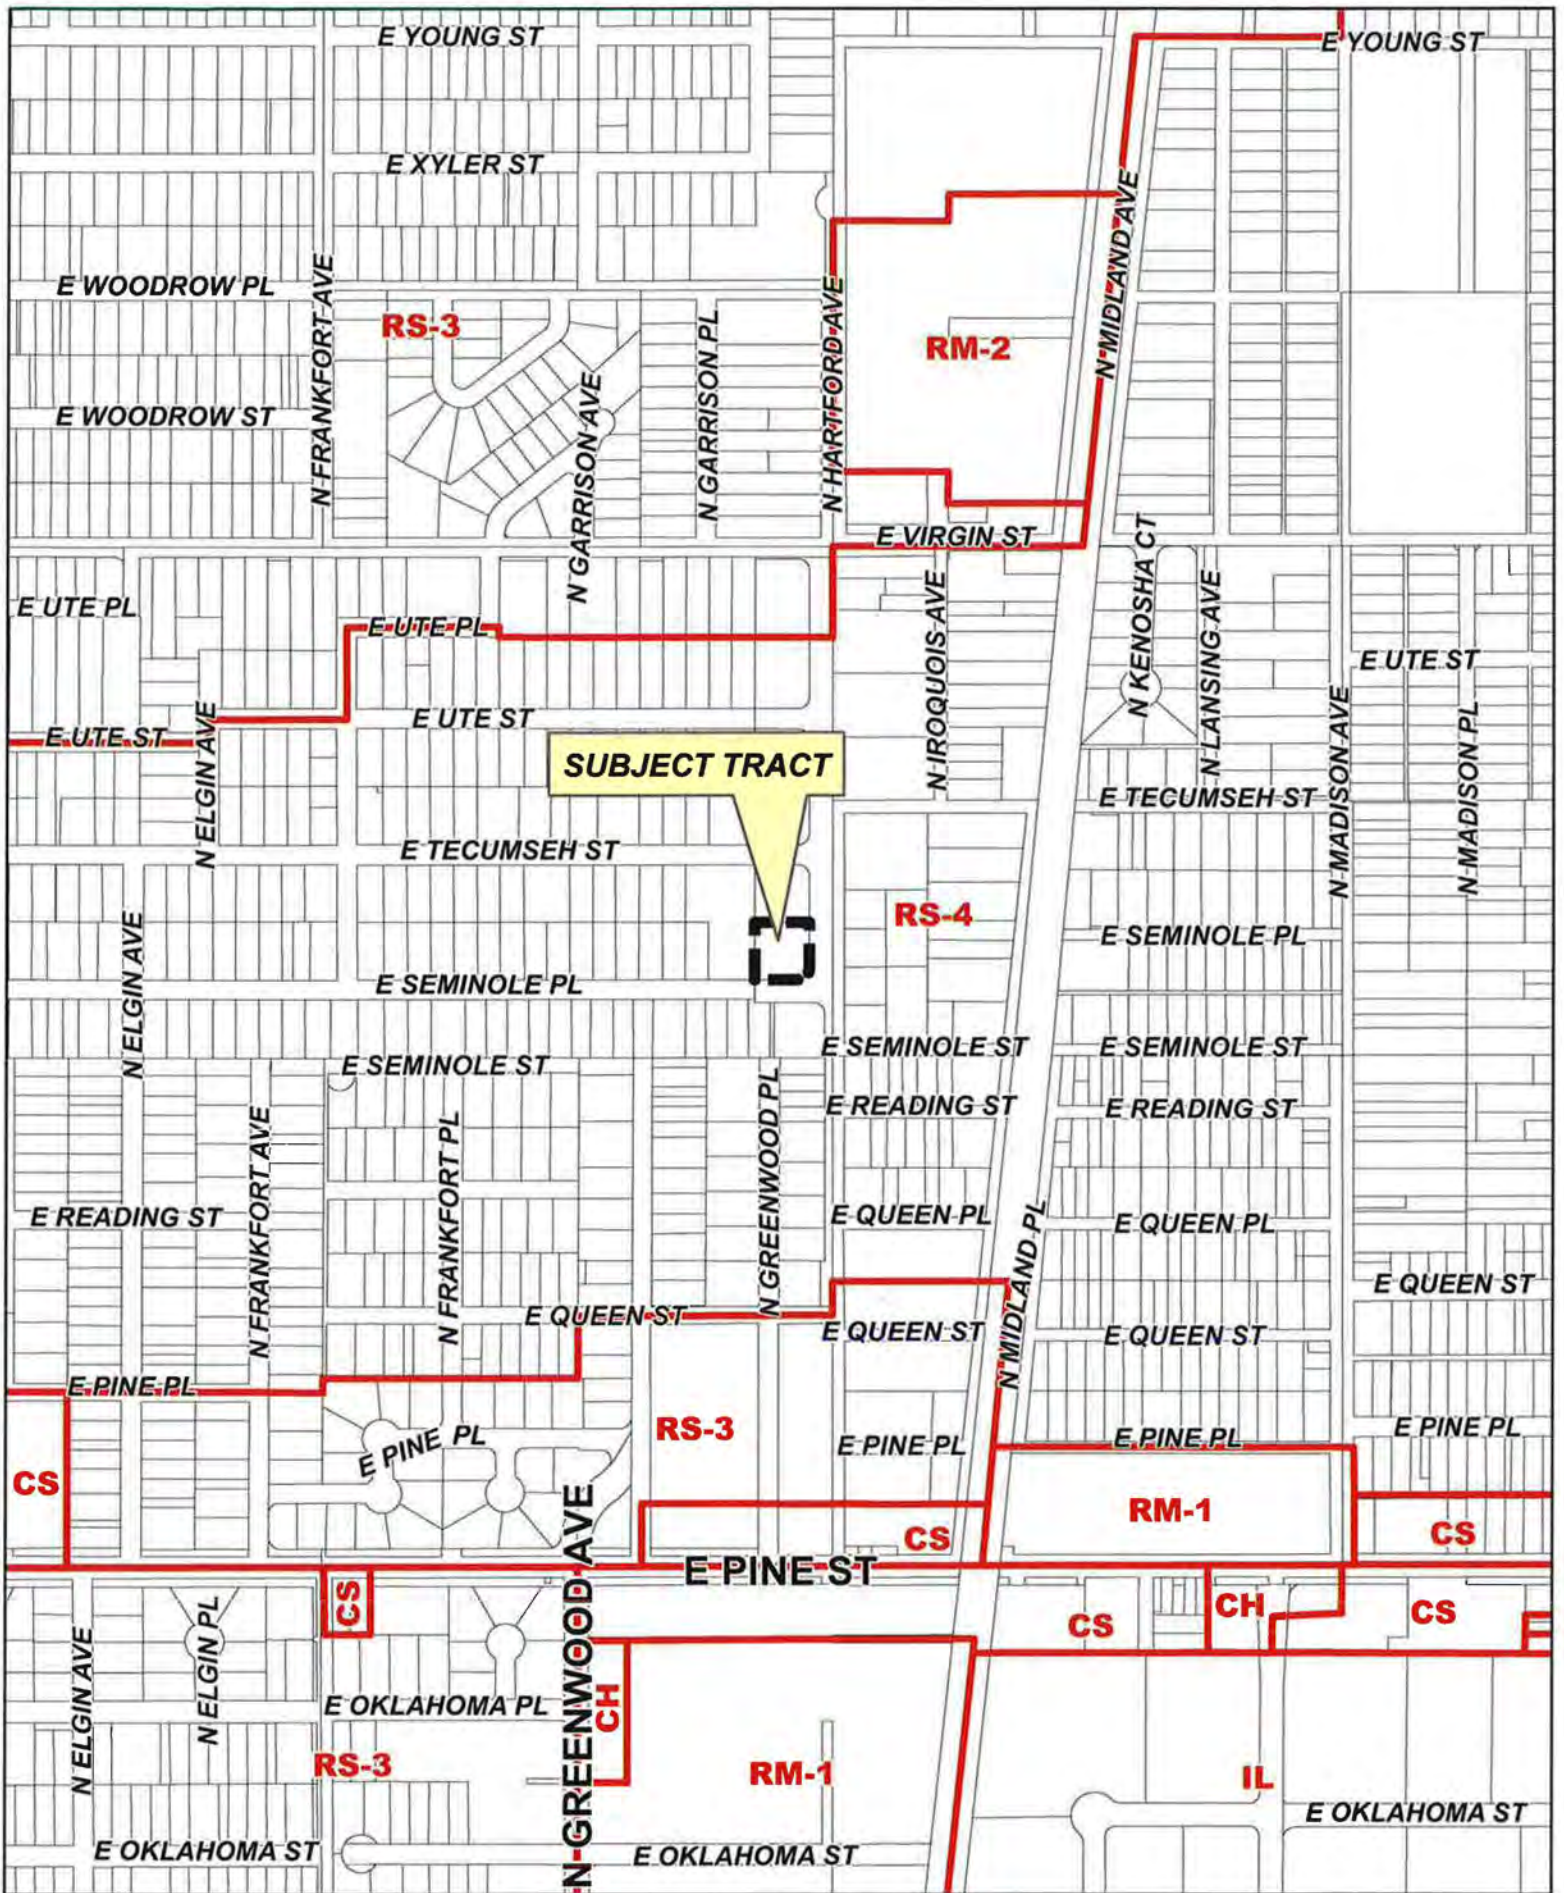 E YOUNG ST
E YOUNG ST
E XYLER ST
N MIDLAND AVE
E WOODROW PL
N FRANKFORT AVE
RS-3
N GARRISON PL
N HARTFORD AVE
RM-2
E WOODROW ST
N GARRISON AVE
E VIRGIN ST
N KENOSHA CT
E UTE PL
E UTE PL
N IROQUOIS AVE
N LANSING AVE
E UTE ST
E UTE ST
N ELGIN AVE
E UTE ST
SUBJECT TRACT
N MADISON AVE
N MADISON PL
E TECUMSEH ST
E TECUMSEH ST
RS-4
E SEMINOLE PL
N ELGIN AVE
E SEMINOLE PL
E SEMINOLE ST
E SEMINOLE ST
E SEMINOLE ST
N GREENWOOD PL
E READING ST
E READING ST
N FRANKFORT AVE
N FRANKFORT PL
E READING ST
E QUEEN PL
E QUEEN PL
N MIDLAND PL
E QUEEN ST
E QUEEN ST
E QUEEN ST
E QUEEN ST
E PINE PL
RS-3
E PINE PL
E PINE PL
E PINE PL
E PINE PL
CS
RM-1
CS
CS
N GREENWOOD AVE
E PINE ST
CS
CH
CS
CS
N ELGIN AVE
N ELGIN PL
E OKLAHOMA PL
CH
RS-3
RM-1
IL
E OKLAHOMA ST
E OKLAHOMA ST
E OKLAHOMA ST